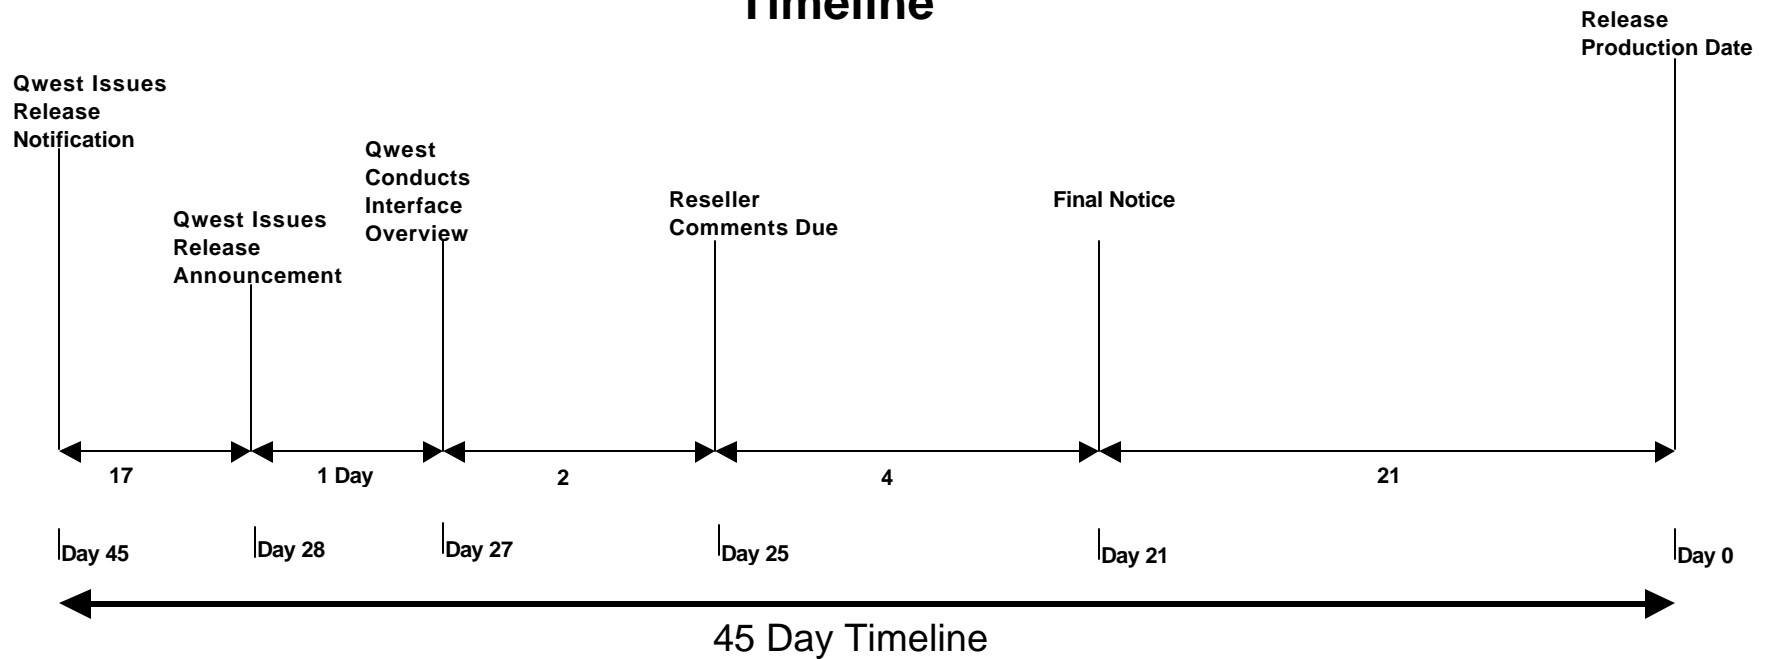 Timeline
Release
Production Date
Qwest Issues
Release
Notification
Qwest
Conducts
Interface
Overview
Qwest Issues
Release
Announcement
Reseller
Comments Due
Final Notice
17
1 Day
2
4
21
Day 45
Day 28
Day 27
Day 25
Day 21
Day 0
45 Day Timeline